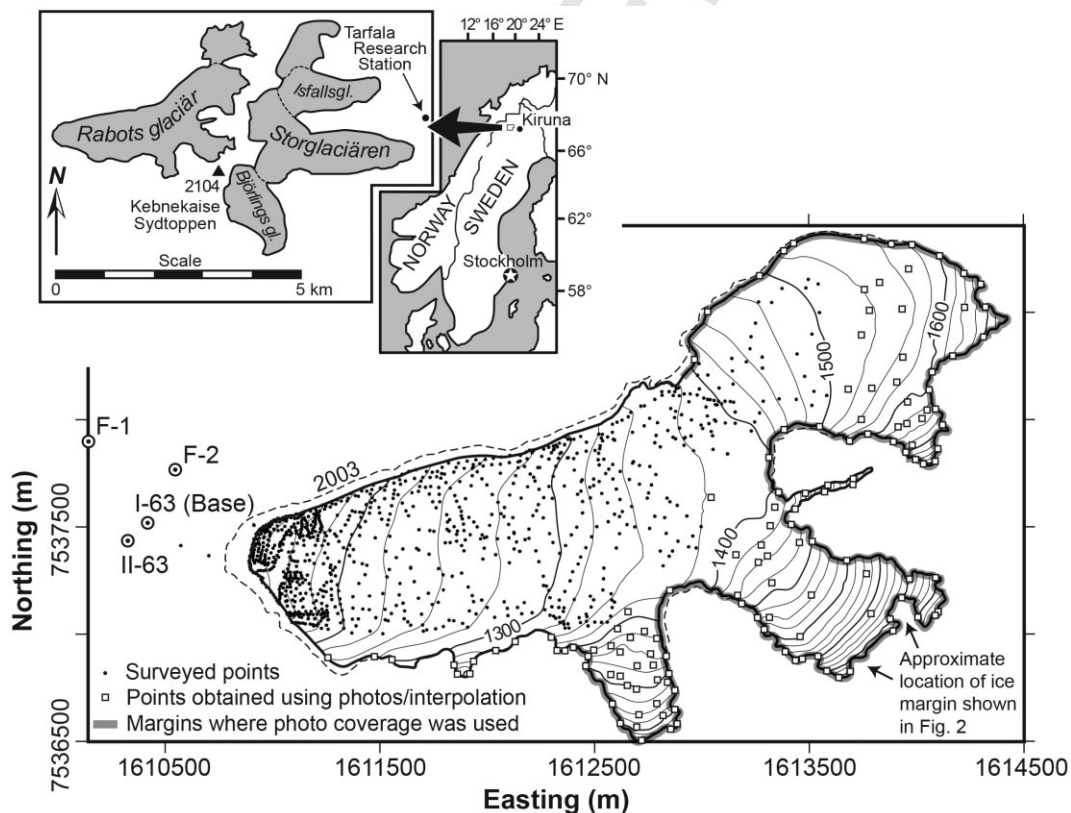 12° 16° 20° 24° E
Tarfala
Research
Station
70° N
Isfallsgl.
Kiruna
Rabots glaciär
Storglaciären
66°
N
2104
Kebnekaise
Sydtoppen
Björlings gl.
NORWAY
SWEDEN
62°
Scale
0
5 km
Stockholm
58°
F-1
F-2
I-63 (Base)
II-63
2003
1300
1400
1500
1600
Northing (m)
7537500
7536500
Surveyed points
Points obtained using photos/interpolation
Margins where photo coverage was used
Approximate
location of ice
margin shown
in Fig. 2
1610500
1611500
1612500
1613500
1614500
Easting (m)